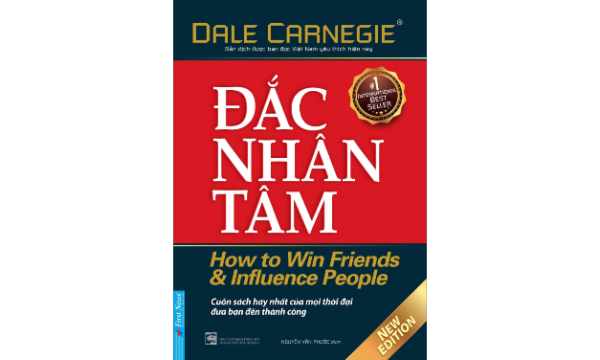 DALE CARNEGIE®
Bản dịch được bạn đọc Việt Nam yêu thích hiện nay
#1
INTERNATIONAL
BEST
SELLER
ĐẮC
NHÂN
TÂM
How to Win Friends
& Influence People
Cuốn sách hay nhất của mọi thời đại
đưa bạn đến thành công
NEW
EDITION
First News
NGUYỄN VĂN PHƯỚC dịch